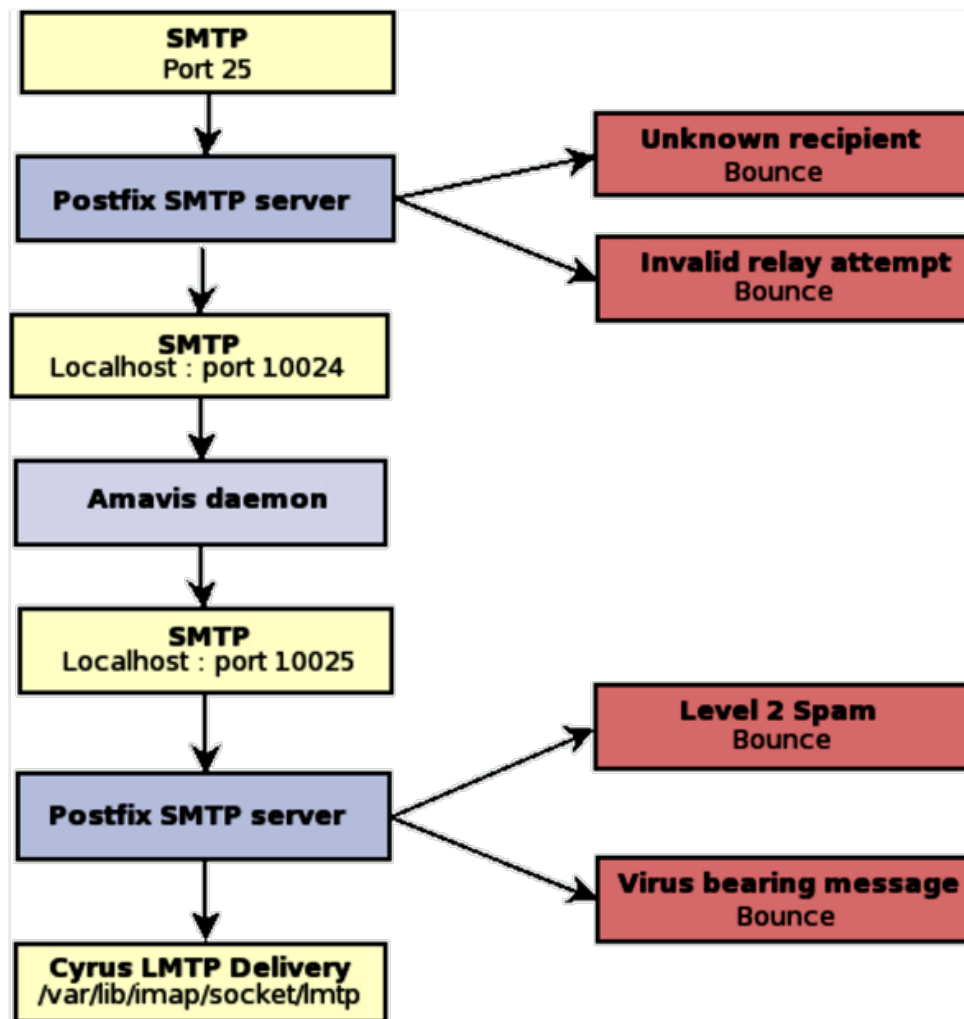 SMTP
Port 25
Postfix SMTP server
Unknown recipient
Bounce
Invalid relay attempt
Bounce
SMTP
Localhost : port 10024
Amavis daemon
SMTP
Localhost : port 10025
Postfix SMTP server
Level 2 Spam
Bounce
Virus bearing message
Bounce
Cyrus LMTP Delivery
/var/lib/imap/socket/lmtp